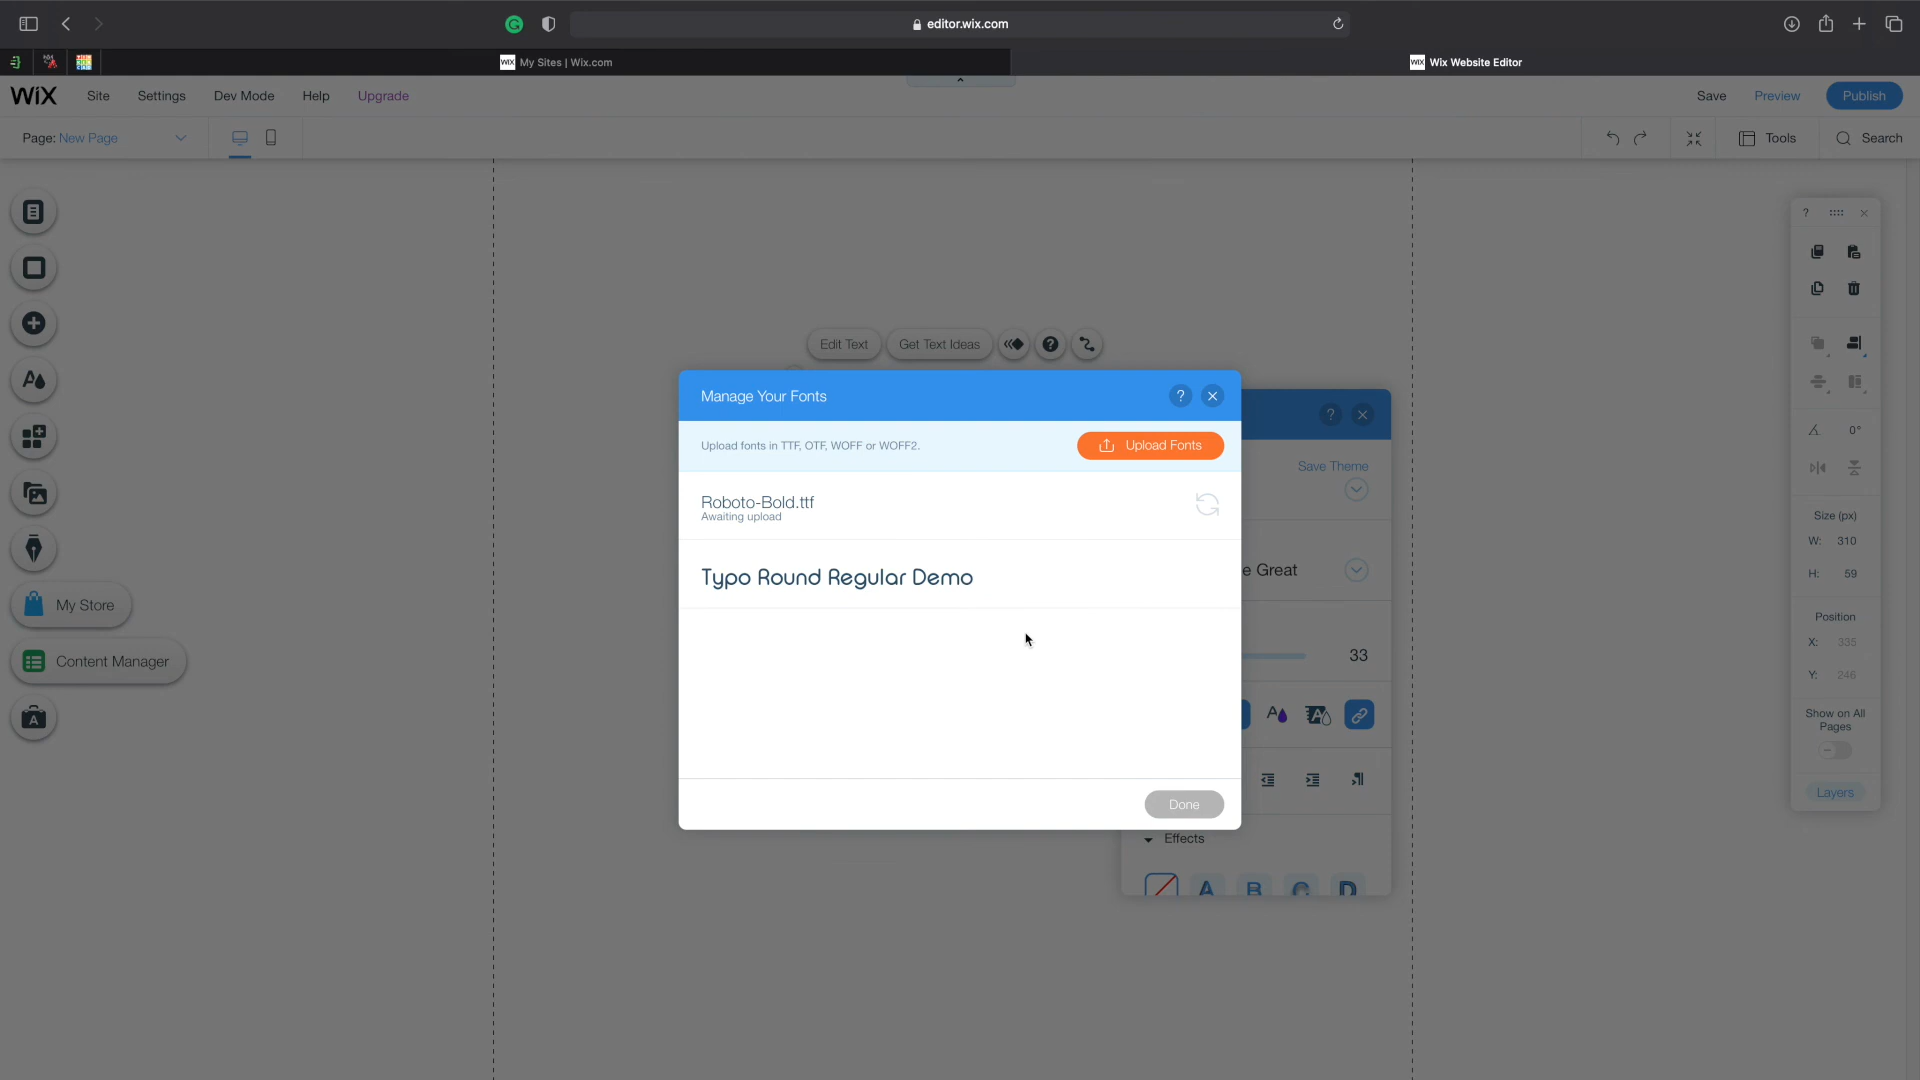 editor.wix.com
My Sites | Wix.com
Wix Website Editor
WiX
Site
Settings
Dev Mode
Help
Upgrade
Save
Preview
Publish
Page: New Page
Tools
Search
Edit Text
Get Text Ideas
Manage Your Fonts
Upload fonts in TTF, OTF, WOFF or WOFF2.
Upload Fonts
Roboto-Bold.ttf
Awaiting upload
Typo Round Regular Demo
Done
Save Theme
e Great
33
Effects
A B C D
My Store
Content Manager
0°
Size (px)
W: 310
H: 59
Position
X: 335
Y: 246
Show on All
Pages
Layers